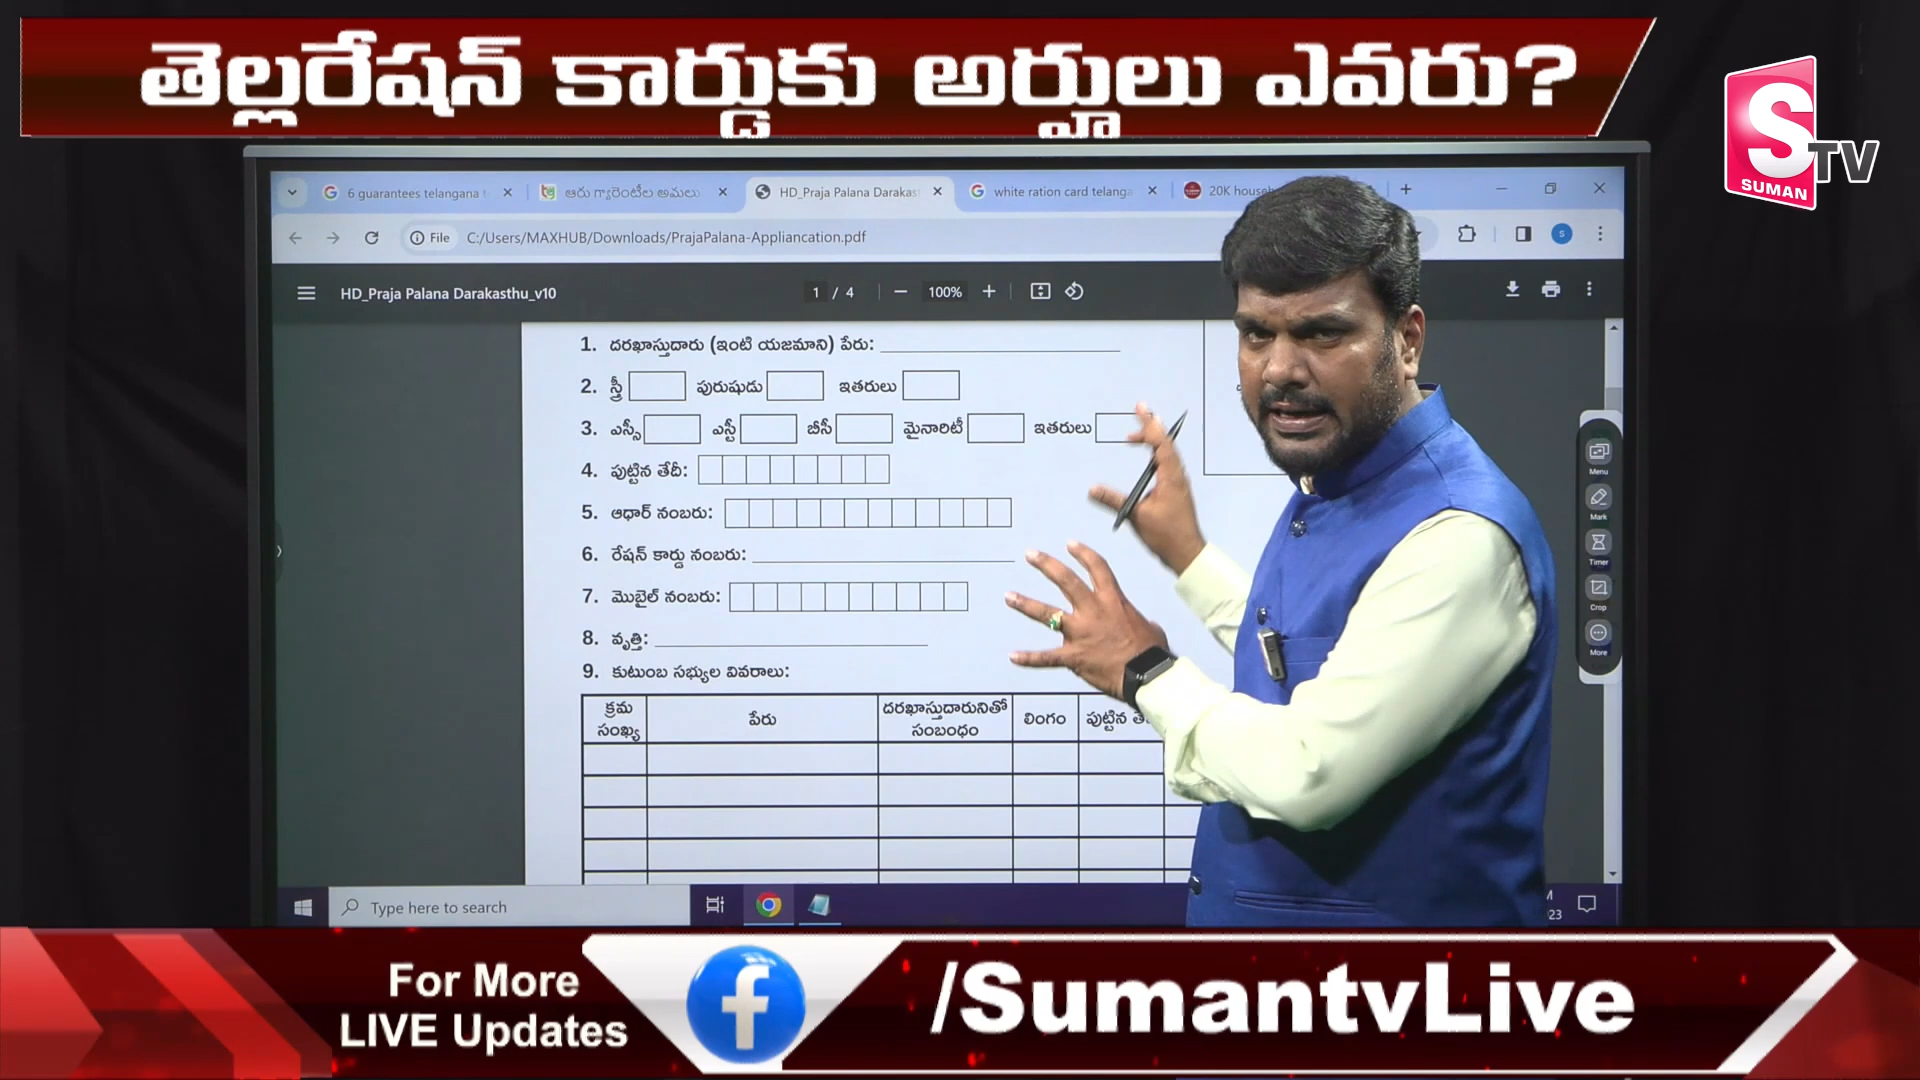 తెల్లరేషన్ కార్డుకు అర్హులు ఎవరు?
S
TV
SUMAN
6 guarantees telangana t
ఆరు గ్యారెంటీల అమలు
HD_Praja Palana Darakas
white ration card telanga
20K househ
File C:/Users/MAXHUB/Downloads/PrajaPalana-Appliancation.pdf
S
HD_Praja Palana Darakasthu_v10
1 / 4
100%
1. దరఖాస్తుదారు (ఇంటి యజమాని) పేరు:
2. స్త్రీ పురుషుడు ఇతరులు
3. ఎస్సీ ఎస్టీ బీసీ మైనారిటీ ఇతరులు
4. పుట్టిన తేదీ:
5. ఆధార్ నంబరు:
6. రేషన్ కార్డు నంబరు:
7. మొబైల్ నంబరు:
8. వృత్తి:
9. కుటుంబ సభ్యుల వివరాలు:
క్రమ సంఖ్య
పేరు
దరఖాస్తుదారునితో సంబంధం
లింగం
పుట్టిన
Menu
Mark
Timer
Crop
More
Type here to search
M
23
For More
LIVE Updates
f
/SumantvLive